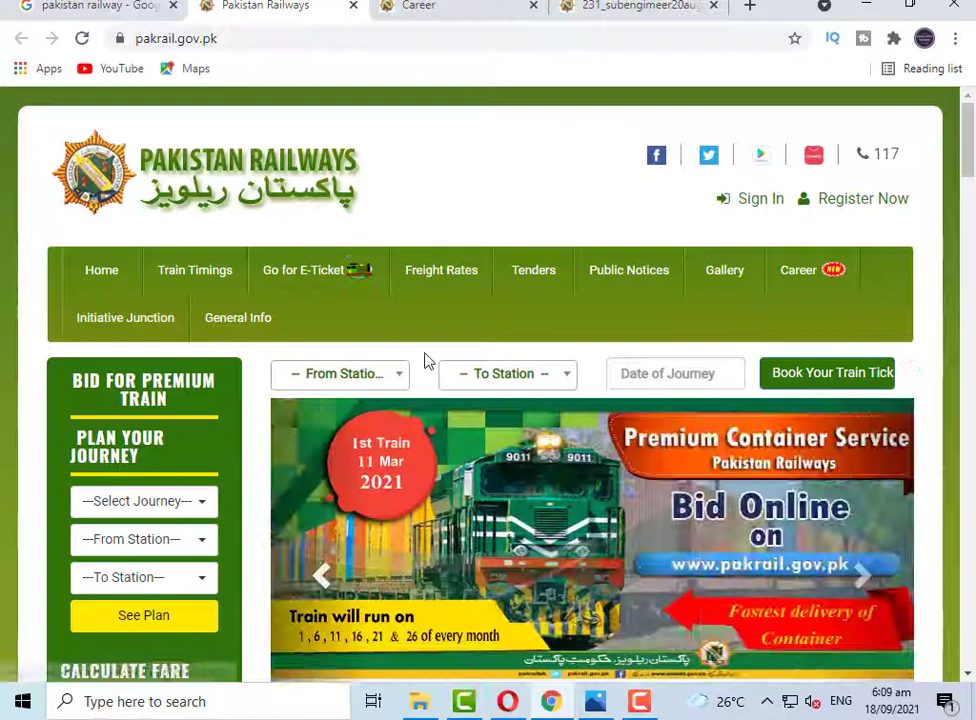 pakistan railway - Goog
Pakistan Railways
Career
231_subengimeer20aug
pakrail.gov.pk
Apps
YouTube
Maps
Reading list
PAKISTAN RAILWAYS
پاکستان ریلویز
117
Sign In
Register Now
Home
Train Timings
Go for E-Ticket
Freight Rates
Tenders
Public Notices
Gallery
Career NEW
Initiative Junction
General Info
BID FOR PREMIUM
TRAIN
PLAN YOUR
JOURNEY
---Select Journey---
---From Station---
---To Station---
See Plan
CALCULATE FARE
-- From Statio...
-- To Station --
Date of Journey
Book Your Train Tick
1st Train
11 Mar
2021
9011 9011
Premium Container Service
Pakistan Railways
Bid Online
on
www.pakrail.gov.pk
Fastest delivery of
Container
Train will run on
1, 6 , 11 , 16 , 21 & 26 of every month
پاکستان ریلویز، حکومتِ پاکستان
Type here to search
26°C
ENG
6:09 am
18/09/2021
1